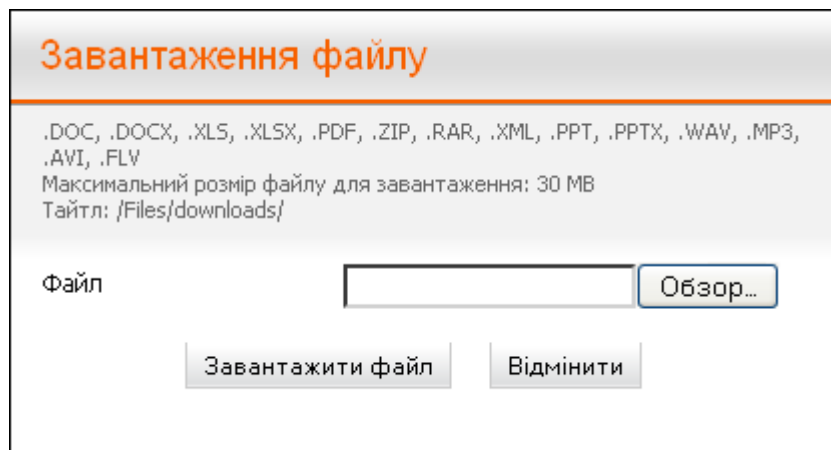 Завантаження файлу
.DOC, .DOCX, .XLS, .XLSX, .PDF, .ZIP, .RAR, .XML, .PPT, .PPTX, .WAV, .MP3,
.AVI, .FLV
Максимальний розмір файлу для завантаження: 30 MB
Тайтл: /Files/downloads/
Файл
Обзор...
Завантажити файл
Відмінити